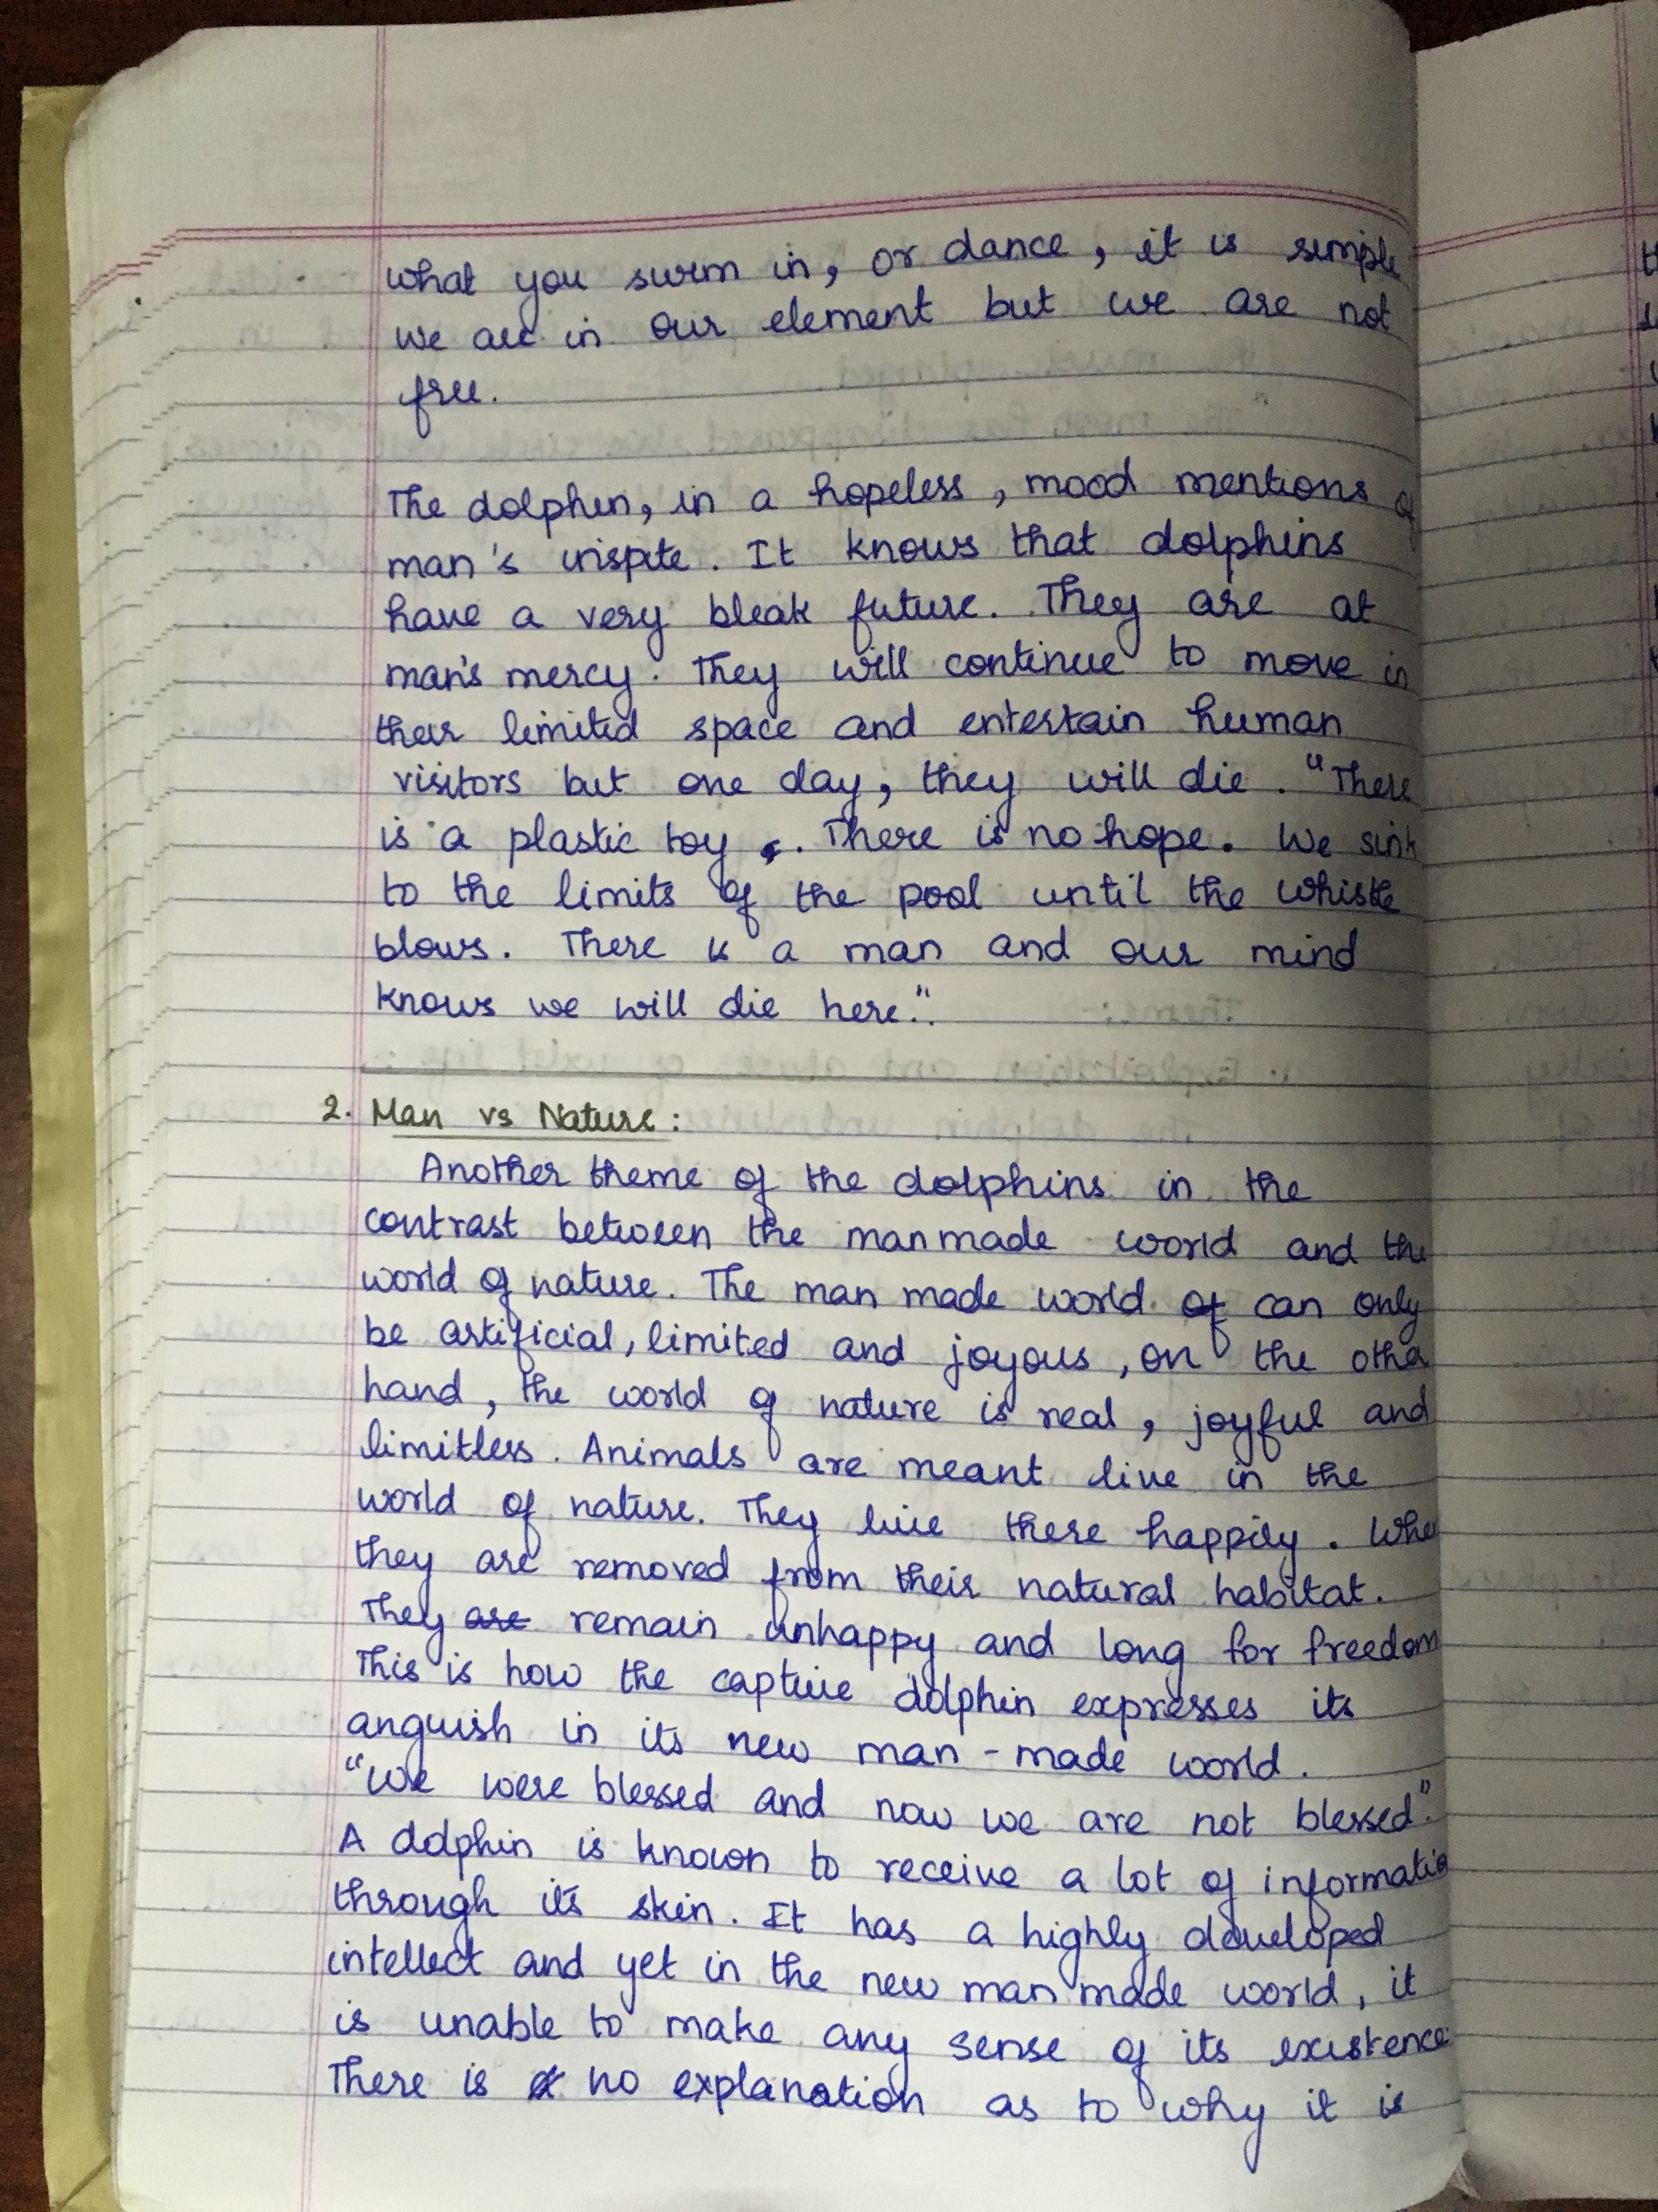 what you swim in, or dance, it is simple
we are in our element but we are not
free.
The dolphin, in a hopeless, mood mentions of
man's inspite. It knows that dolphins
have a very bleak future. They are at
man's mercy. They will continue to move in
their limited space and entertain human
visitors but one day, they will die. "There
is a plastic toy. There is no hope. We sink
to the limits of the pool until the whistle
blows. There is a man and our mind
knows we will die here."
2. Man vs Nature:
Another theme of the dolphins in the
contrast between the manmade world and the
world of nature. The man made world of can only
be artificial, limited and joyous, on the other
hand, the world of nature is real, joyful and
limitless. Animals are meant live in the
world of nature. They live there happily. When
they are removed from their natural habitat.
They are remain unhappy and long for freedom
This is how the captive dolphin expresses its
anguish in its new man-made world.
"We were blessed and now we are not blessed".
A dolphin is known to receive a lot of informatio
through its skin. It has a highly developed
intellect and yet in the new man made world, it
is unable to make any sense of its existence.
There is no explanation as to why it is